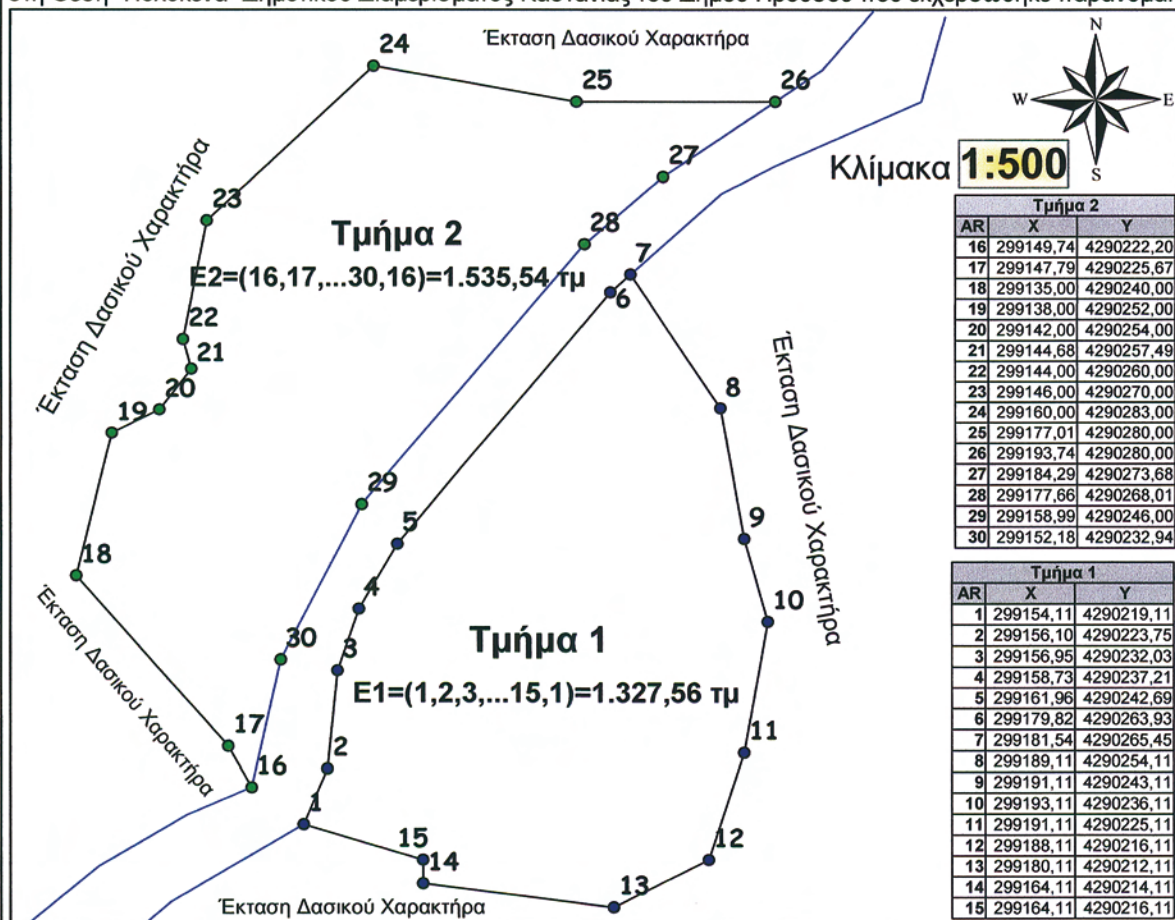 Έκταση Δασικού Χαρακτήρα
N
W E
S
Κλίμακα 1:500
24
25
26
27
23
28
7
6
Τμήμα 2
E2=(16,17,...30,16)=1.535,54 τμ
Έκταση Δασικού Χαρακτήρα
22
21
20
19
8
Έκταση Δασικού Χαρακτήρα
29
5
9
18
4
10
Έκταση Δασικού Χαρακτήρα
30
3
Τμήμα 1
E1=(1,2,3,...15,1)=1.327,56 τμ
17
2
11
16
1
15
12
14
13
Έκταση Δασικού Χαρακτήρα
Τμήμα 2
AR X Y
16 299149,74 4290222,20
17 299147,79 4290225,67
18 299135,00 4290240,00
19 299138,00 4290252,00
20 299142,00 4290254,00
21 299144,68 4290257,49
22 299144,00 4290260,00
23 299146,00 4290270,00
24 299160,00 4290283,00
25 299177,01 4290280,00
26 299193,74 4290280,00
27 299184,29 4290273,68
28 299177,66 4290268,01
29 299158,99 4290246,00
30 299152,18 4290232,94
Τμήμα 1
AR X Y
1 299154,11 4290219,11
2 299156,10 4290223,75
3 299156,95 4290232,03
4 299158,73 4290237,21
5 299161,96 4290242,69
6 299179,82 4290263,93
7 299181,54 4290265,45
8 299189,11 4290254,11
9 299191,11 4290243,11
10 299193,11 4290236,11
11 299191,11 4290225,11
12 299188,11 4290216,11
13 299180,11 4290212,11
14 299164,11 4290214,11
15 299164,11 4290216,11